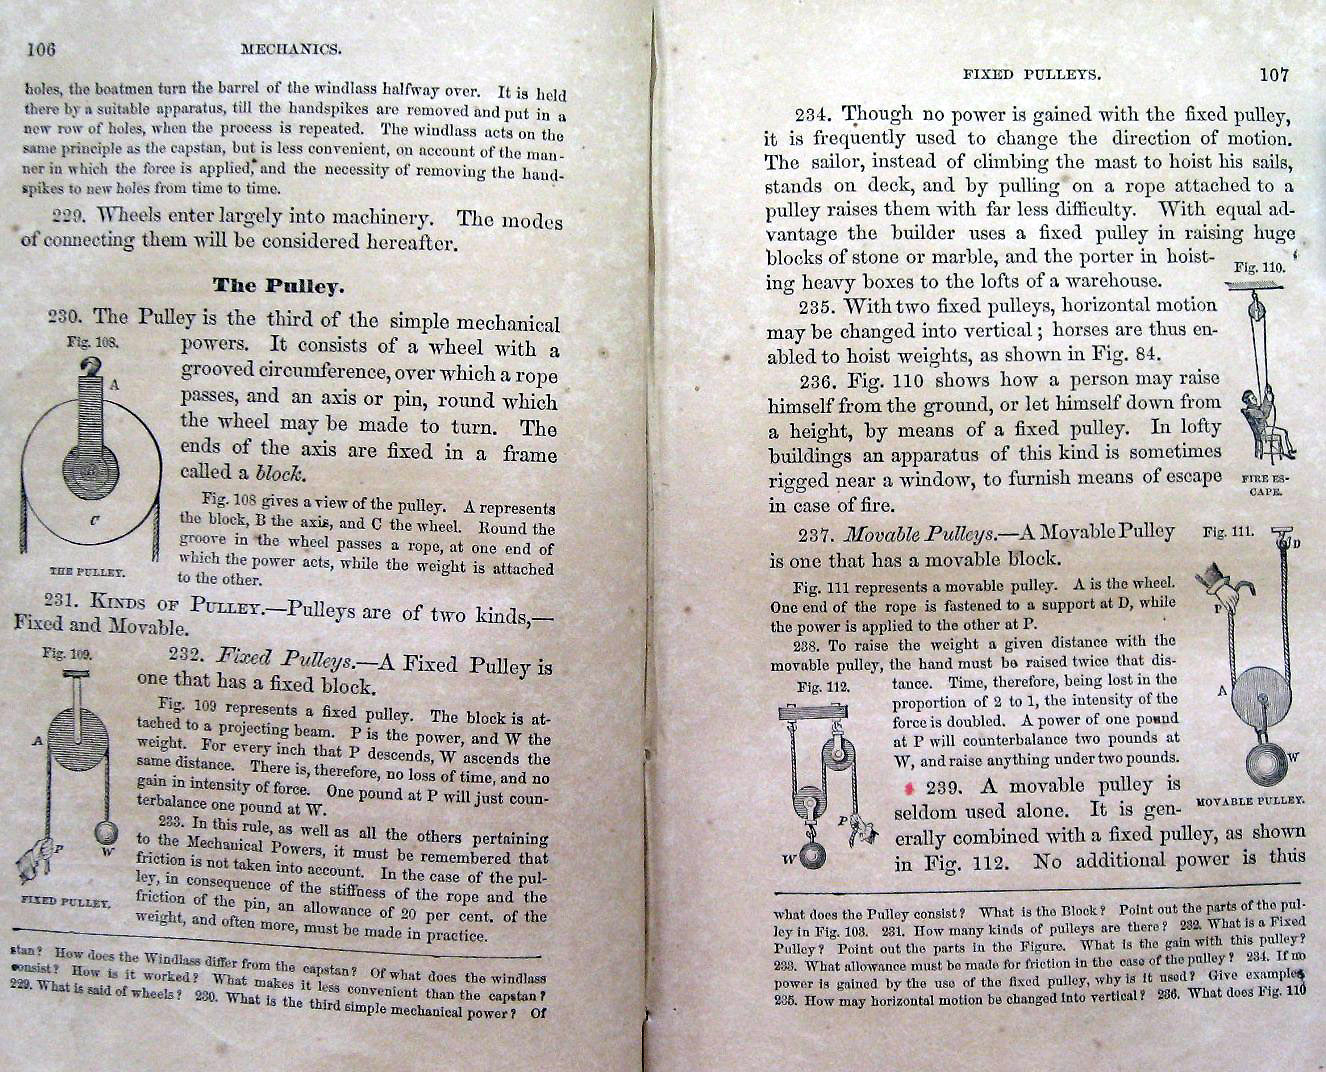 106
MECHANICS.
holes, the boatmen turn the barrel of the windlass halfway over. It is held
there by a suitable apparatus, till the handspikes are removed and put in a
new row of holes, when the process is repeated. The windlass acts on the
same principle as the capstan, but is less convenient, on account of the man-
ner in which the force is applied, and the necessity of removing the hand-
spikes to new holes from time to time.
229. Wheels enter largely into machinery. The modes
of connecting them will be considered hereafter.
The Pulley.
230. The Pulley is the third of the simple mechanical
powers. It consists of a wheel with a
grooved circumference, over which a rope
passes, and an axis or pin, round which
the wheel may be made to turn. The
ends of the axis are fixed in a frame
called a block.
Fig. 108.
A
C
THE PULLEY.
Fig. 108 gives a view of the pulley. A represents
the block, B the axis, and C the wheel. Round the
groove in the wheel passes a rope, at one end of
which the power acts, while the weight is attached
to the other.
231. KINDS OF PULLEY.—Pulleys are of two kinds,—
Fixed and Movable.
Fig. 109.
A
P
W
FIXED PULLEY.
232. Fixed Pulleys.—A Fixed Pulley is
one that has a fixed block.
Fig. 109 represents a fixed pulley. The block is at-
tached to a projecting beam. P is the power, and W the
weight. For every inch that P descends, W ascends the
same distance. There is, therefore, no loss of time, and no
gain in intensity of force. One pound at P will just coun-
terbalance one pound at W.
233. In this rule, as well as all the others pertaining
to the Mechanical Powers, it must be remembered that
friction is not taken into account. In the case of the pul-
ley, in consequence of the stiffness of the rope and the
friction of the pin, an allowance of 20 per cent. of the
weight, and often more, must be made in practice.
stan? How does the Windlass differ from the capstan? Of what does the windlass
consist? How is it worked? What makes it less convenient than the capstan?
229. What is said of wheels? 230. What is the third simple mechanical power? Of
FIXED PULLEYS.
107
234. Though no power is gained with the fixed pulley,
it is frequently used to change the direction of motion.
The sailor, instead of climbing the mast to hoist his sails,
stands on deck, and by pulling on a rope attached to a
pulley raises them with far less difficulty. With equal ad-
vantage the builder uses a fixed pulley in raising huge
blocks of stone or marble, and the porter in hoist-
ing heavy boxes to the lofts of a warehouse.
Fig. 110.
FIRE ES-
CAPE.
235. With two fixed pulleys, horizontal motion
may be changed into vertical; horses are thus en-
abled to hoist weights, as shown in Fig. 84.
236. Fig. 110 shows how a person may raise
himself from the ground, or let himself down from
a height, by means of a fixed pulley. In lofty
buildings an apparatus of this kind is sometimes
rigged near a window, to furnish means of escape
in case of fire.
237. Movable Pulleys.—A Movable Pulley
is one that has a movable block.
Fig. 111.
D
P
A
W
MOVABLE PULLEY.
Fig. 111 represents a movable pulley. A is the wheel.
One end of the rope is fastened to a support at D, while
the power is applied to the other at P.
238. To raise the weight a given distance with the
movable pulley, the hand must be raised twice that dis-
tance. Time, therefore, being lost in the
proportion of 2 to 1, the intensity of the
force is doubled. A power of one pound
at P will counterbalance two pounds at
W, and raise anything under two pounds.
Fig. 112.
P
W
239. A movable pulley is
seldom used alone. It is gen-
erally combined with a fixed pulley, as shown
in Fig. 112. No additional power is thus
what does the Pulley consist? What is the Block? Point out the parts of the pul-
ley in Fig. 108. 231. How many kinds of pulleys are there? 232. What is a Fixed
Pulley? Point out the parts in the Figure. What is the gain with this pulley?
233. What allowance must be made for friction in the case of the pulley? 234. If no
power is gained by the use of the fixed pulley, why is it used? Give examples
235. How may horizontal motion be changed into vertical? 236. What does Fig. 110